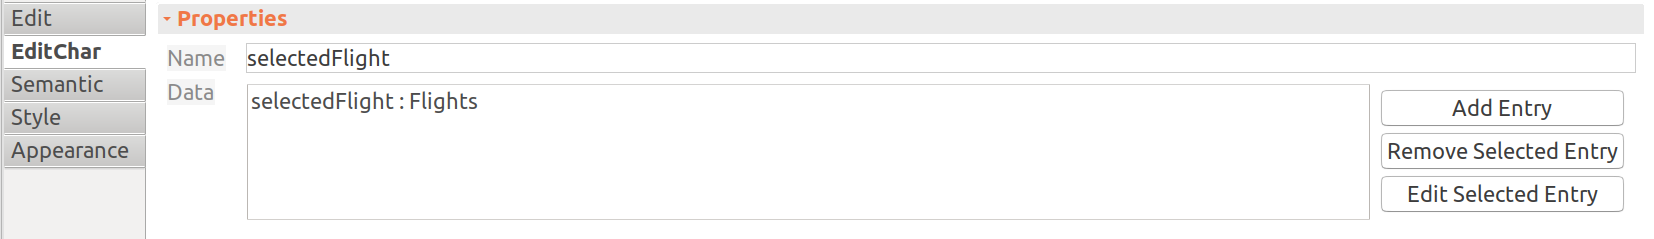 Edit
EditChar
Semantic
Style
Appearance
Properties
Name
selectedFlight
Data
selectedFlight : Flights
Add Entry
Remove Selected Entry
Edit Selected Entry